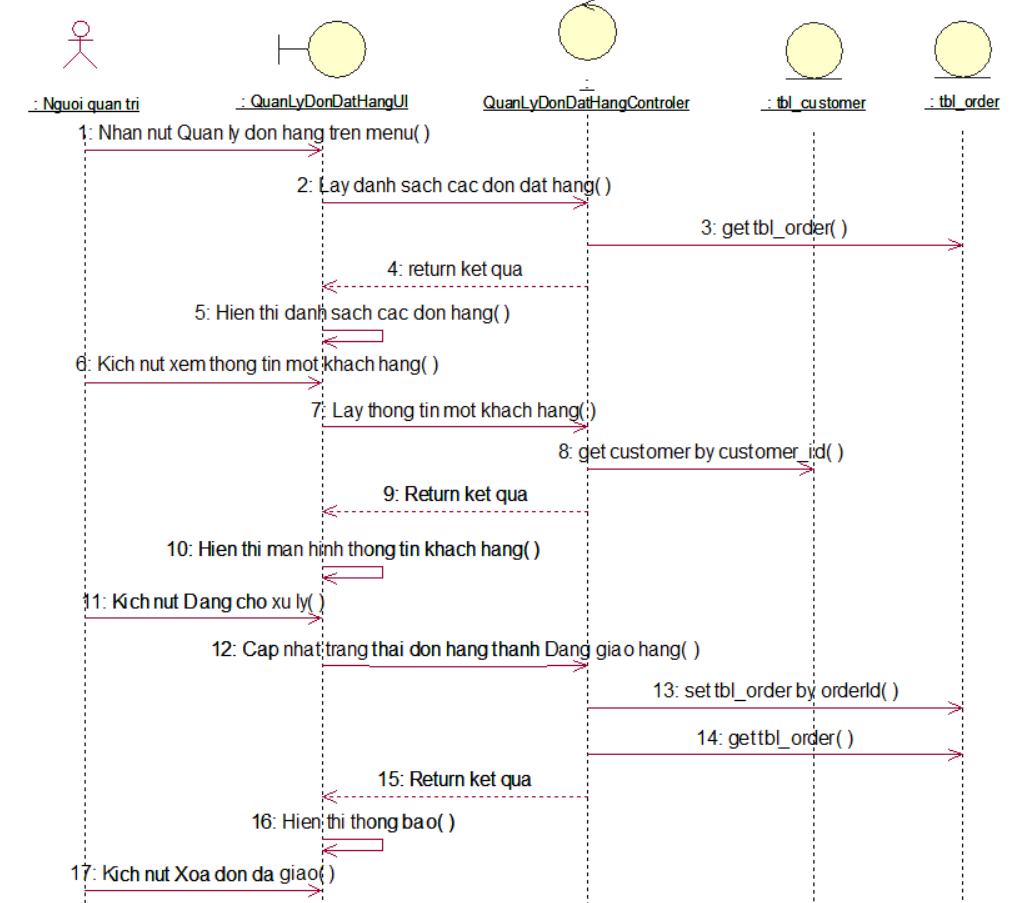 : Nguoi quan tri
: QuanLyDonDatHangUI
:
QuanLyDonDatHangControler
: tbl_customer
: tbl_order
1: Nhan nut Quan ly don hang tren menu( )
2: Lay danh sach cac don dat hang( )
3: get tbl_order( )
4: return ket qua
5: Hien thi danh sach cac don hang( )
6: Kich nut xem thong tin mot khach hang( )
7: Lay thong tin mot khach hang( )
8: get customer by customer_id( )
9: Return ket qua
10: Hien thi man hinh thong tin khach hang( )
11: Kich nut Dang cho xu ly( )
12: Cap nhat trang thai don hang thanh Dang giao hang( )
13: set tbl_order by orderId( )
14: get tbl_order( )
15: Return ket qua
16: Hien thi thong bao( )
17: Kich nut Xoa don da giao( )